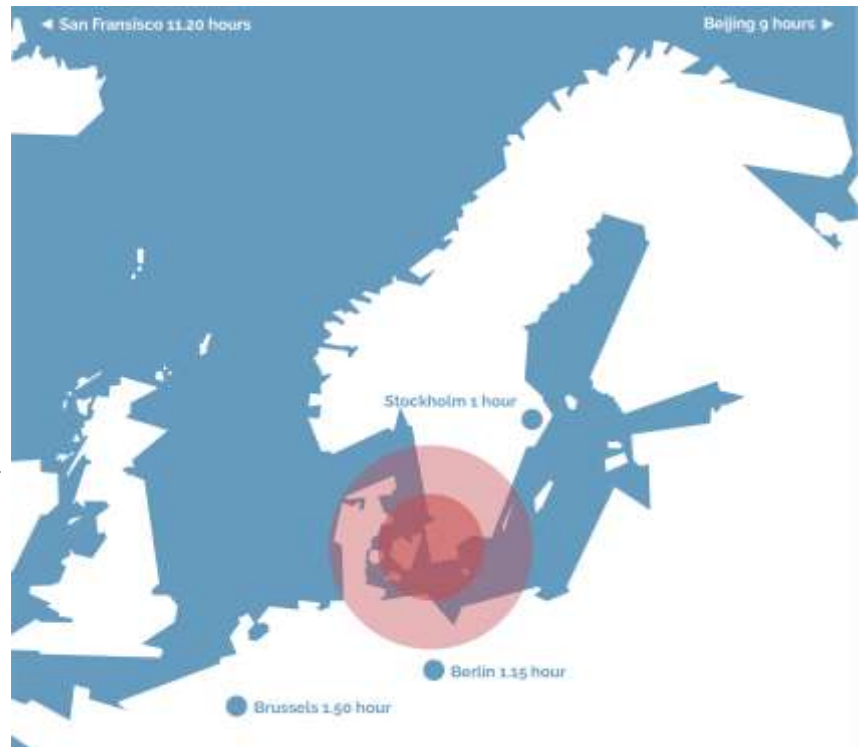 ◄ San Fransisco 11.20 hours
Beijing 9 hours ►
Stockholm 1 hour
Berlin 1.15 hour
Brussels 1.50 hour